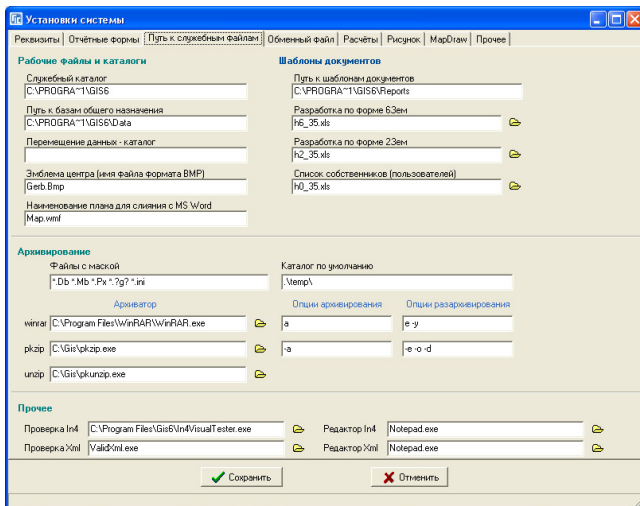 Установки системы
Реквизиты Отчётные формы Путь к служебным файлам Обменный файл Расчёты Рисунок MapDraw Прочее
Рабочие файлы и каталоги Шаблоны документов
Служебный каталог Путь к шаблонам документов
C:\PROGRA~1\GIS6 C:\PROGRA~1\GIS6\Reports
Путь к базам общего назначения Разработка по форме 6Зем
C:\PROGRA~1\GIS6\Data h6_35.xls
Перемещение данных - каталог Разработка по форме 2Зем
h2_35.xls
Эмблема центра (имя файла формата BMP) Список собственников (пользователей)
Gerb.Bmp h0_35.xls
Наименование плана для слияния с MS Word
Map.wmf
Архивирование
Файлы с маской Каталог по умолчанию
*.Db *.Mb *.Px *.?g? *.ini .\temp\
Архиватор Опции архивирования Опции разархивирования
winrar C:\Program Files\WinRAR\WinRAR.exe a e -y
pkzip C:\Gis\pkzip.exe -a -e -o -d
unzip C:\Gis\pkunzip.exe
Прочее
Проверка In4 C:\Program Files\Gis6\In4VisualTester.exe Редактор In4 Notepad.exe
Проверка Xml ValidXml.exe Редактор Xml Notepad.exe
Сохранить Отменить